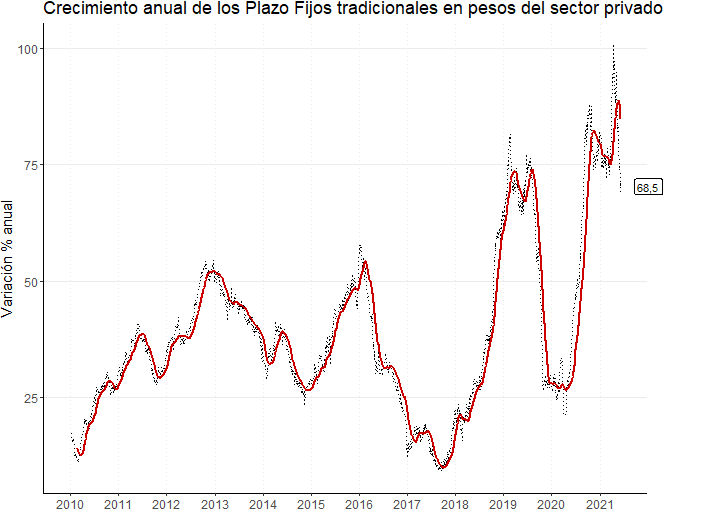 Crecimiento anual de los Plazo Fijos tradicionales en pesos del sector privado
Variación % anual
100
75
50
25
68,5
2010 2011 2012 2013 2014 2015 2016 2017 2018 2019 2020 2021